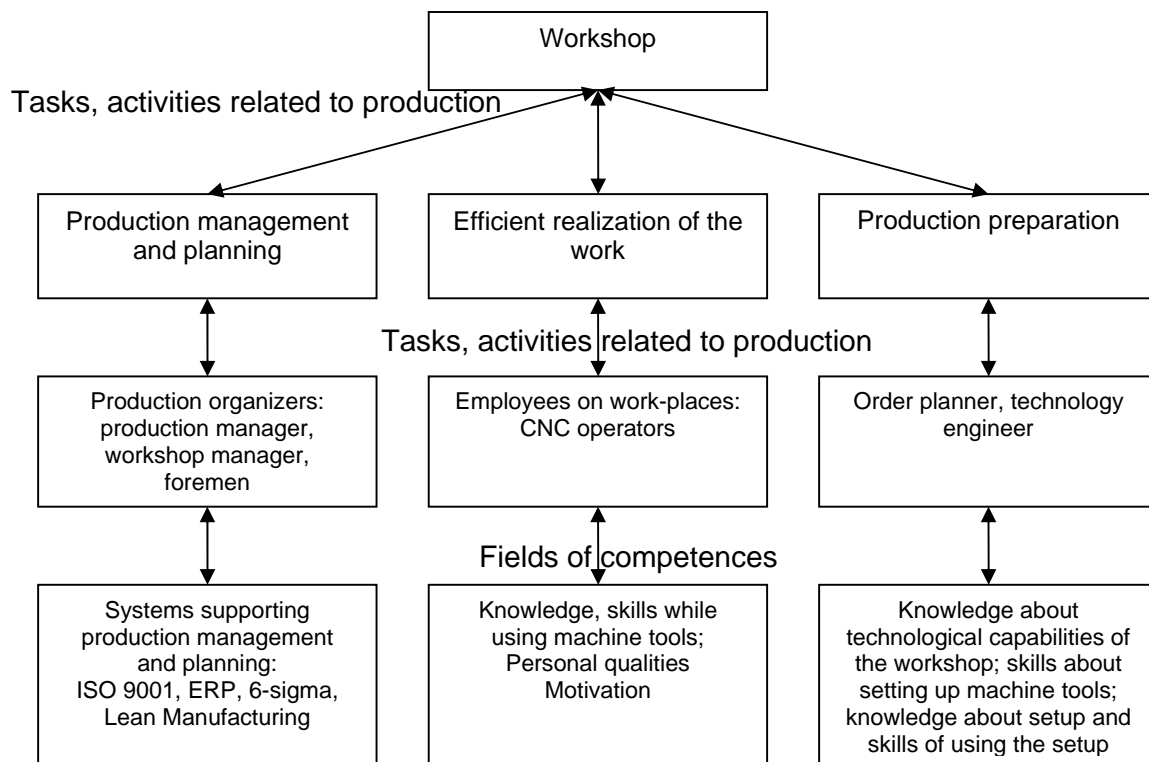 Workshop
Tasks, activities related to production
Production management
and planning
Efficient realization of the
work
Production preparation
Tasks, activities related to production
Production organizers:
production manager,
workshop manager,
foremen
Employees on work-places:
CNC operators
Order planner, technology
engineer
Fields of competences
Systems supporting
production management
and planning:
ISO 9001, ERP, 6-sigma,
Lean Manufacturing
Knowledge, skills while
using machine tools;
Personal qualities
Motivation
Knowledge about
technological capabilities of
the workshop; skills about
setting up machine tools;
knowledge about setup and
skills of using the setup